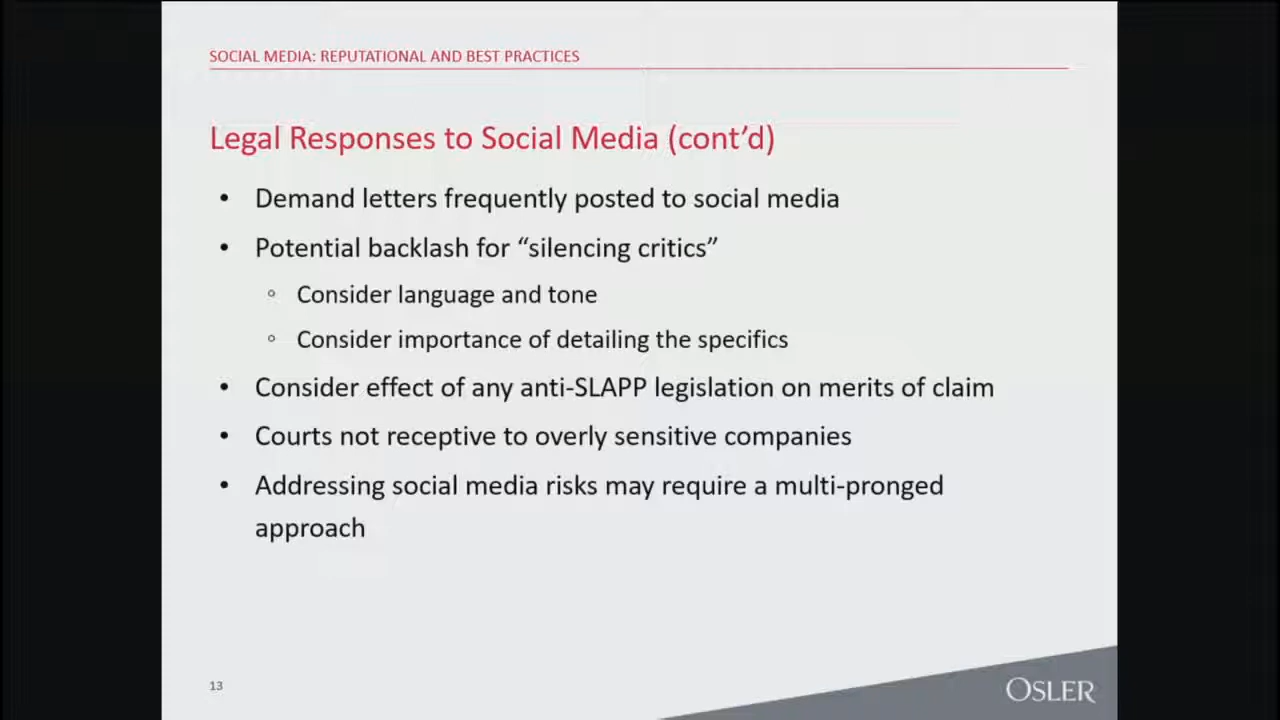 SOCIAL MEDIA: REPUTATIONAL AND BEST PRACTICES
Legal Responses to Social Media (cont’d)
• Demand letters frequently posted to social media
• Potential backlash for “silencing critics”
◦ Consider language and tone
◦ Consider importance of detailing the specifics
• Consider effect of any anti-SLAPP legislation on merits of claim
• Courts not receptive to overly sensitive companies
• Addressing social media risks may require a multi-pronged
approach
13
OSLER